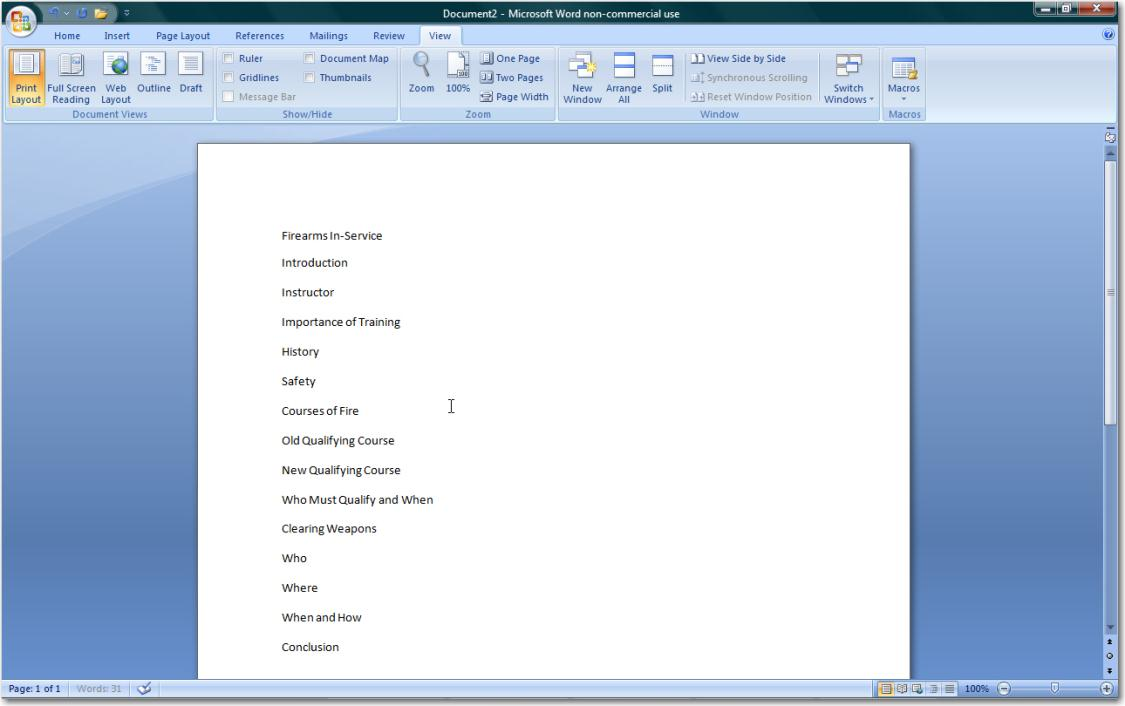 Document2 - Microsoft Word non-commercial use
Home Insert Page Layout References Mailings Review View
Print Layout
Full Screen Reading
Web Layout
Outline
Draft
Document Views
Ruler
Gridlines
Message Bar
Document Map
Thumbnails
Show/Hide
Zoom
100%
One Page
Two Pages
Page Width
Zoom
New Window
Arrange All
Split
View Side by Side
Synchronous Scrolling
Reset Window Position
Switch Windows
Window
Macros
Macros
Firearms In-Service
Introduction
Instructor
Importance of Training
History
Safety
Courses of Fire
Old Qualifying Course
New Qualifying Course
Who Must Qualify and When
Clearing Weapons
Who
Where
When and How
Conclusion
Page: 1 of 1 Words: 31 100%